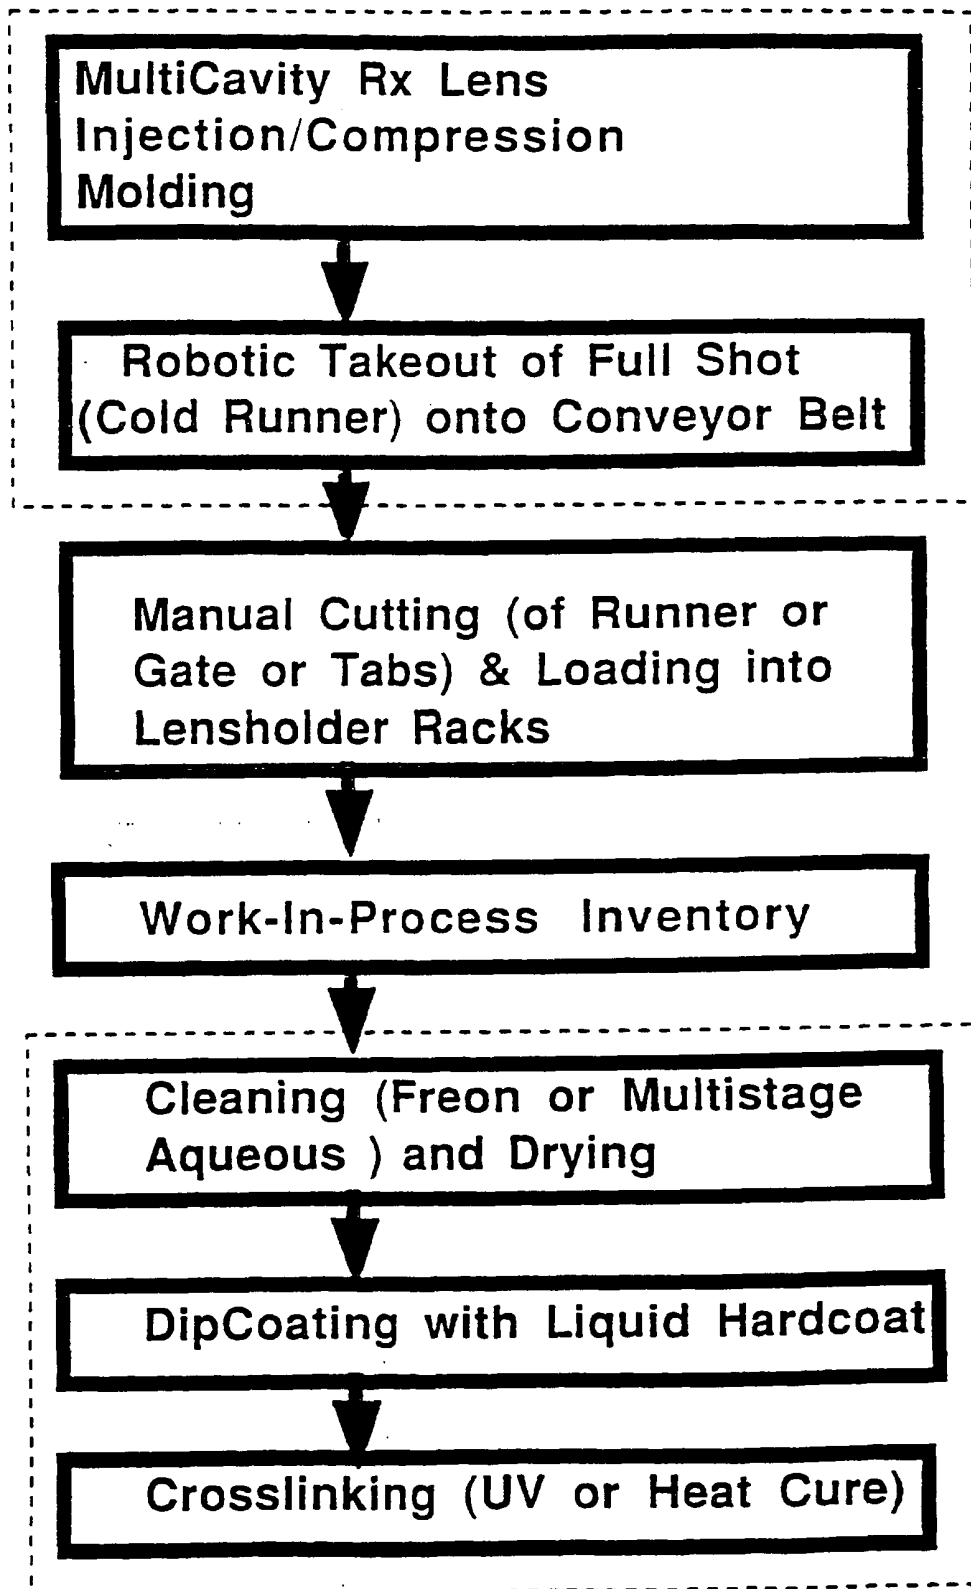 MultiCavity Rx Lens
Injection/Compression
Molding
Robotic Takeout of Full Shot
(Cold Runner) onto Conveyor Belt
Manual Cutting (of Runner or
Gate or Tabs) & Loading into
Lensholder Racks
Work-In-Process Inventory
Cleaning (Freon or Multistage
Aqueous ) and Drying
DipCoating with Liquid Hardcoat
Crosslinking (UV or Heat Cure)